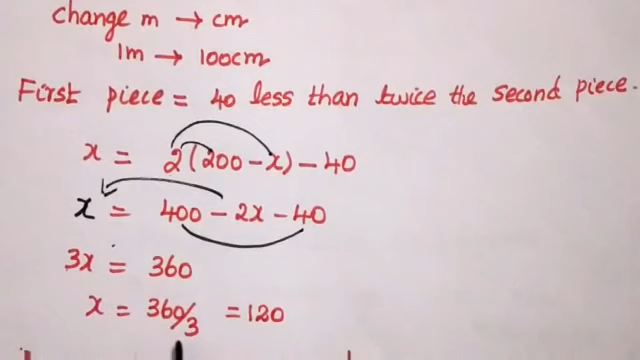 change m → cm
1m → 100cm
First piece = 40 less than twice the second piece.
x = 2(200 - x) - 40
x = 400 - 2x - 40
3x = 360
x = 360/3 = 120